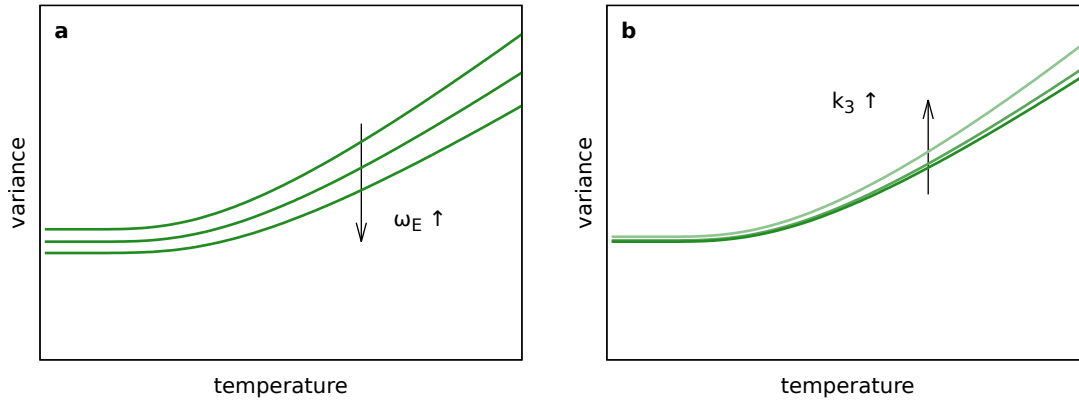 a
variance
ω_E ↑
temperature
b
variance
k_3 ↑
temperature